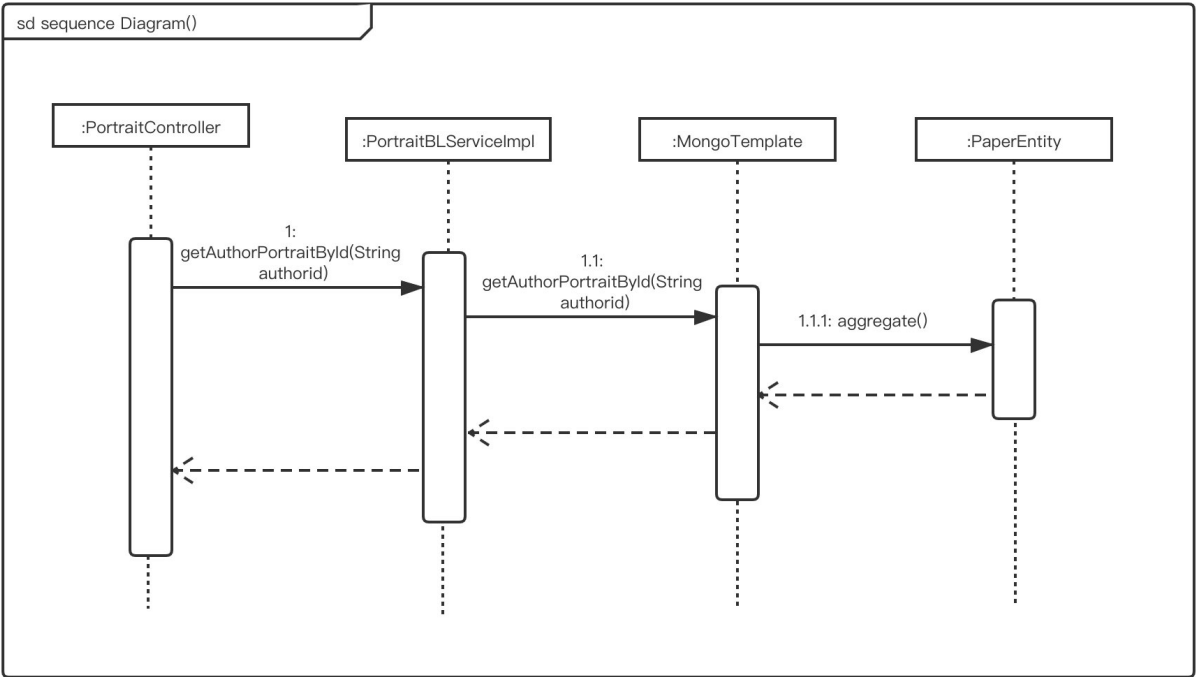 sd sequence Diagram()
:PortraitController
:PortraitBLServiceImpl
:MongoTemplate
:PaperEntity
1:
getAuthorPortraitById(String
authorid)
1.1:
getAuthorPortraitById(String
authorid)
1.1.1: aggregate()